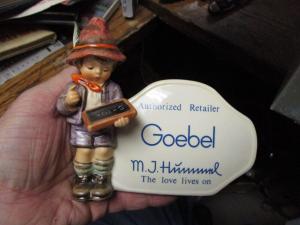 Authorized Retailer
Goebel
M.J. Hummel
The love lives on